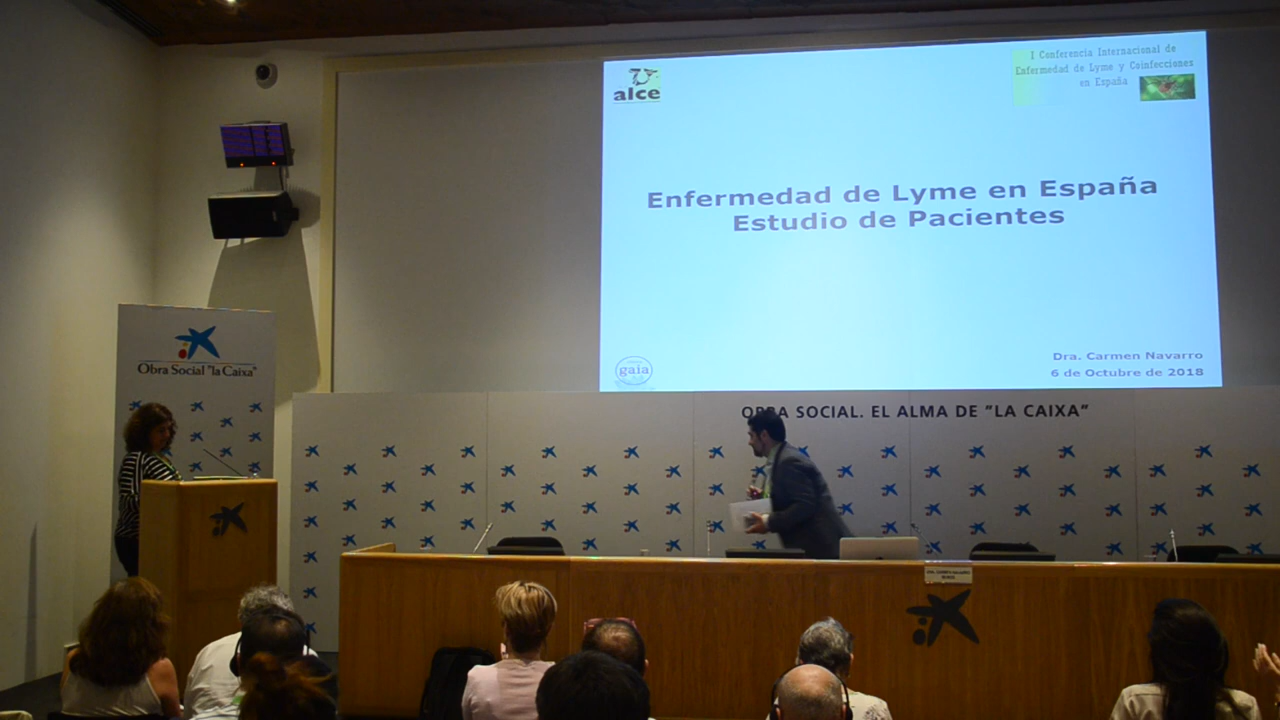 alce
I Conferencia Internacional de
Enfermedad de Lyme y Coinfecciones
en España
Enfermedad de Lyme en España
Estudio de Pacientes
gaia
Dra. Carmen Navarro
6 de Octubre de 2018
Obra Social "la Caixa"
OBRA SOCIAL. EL ALMA DE "LA CAIXA"